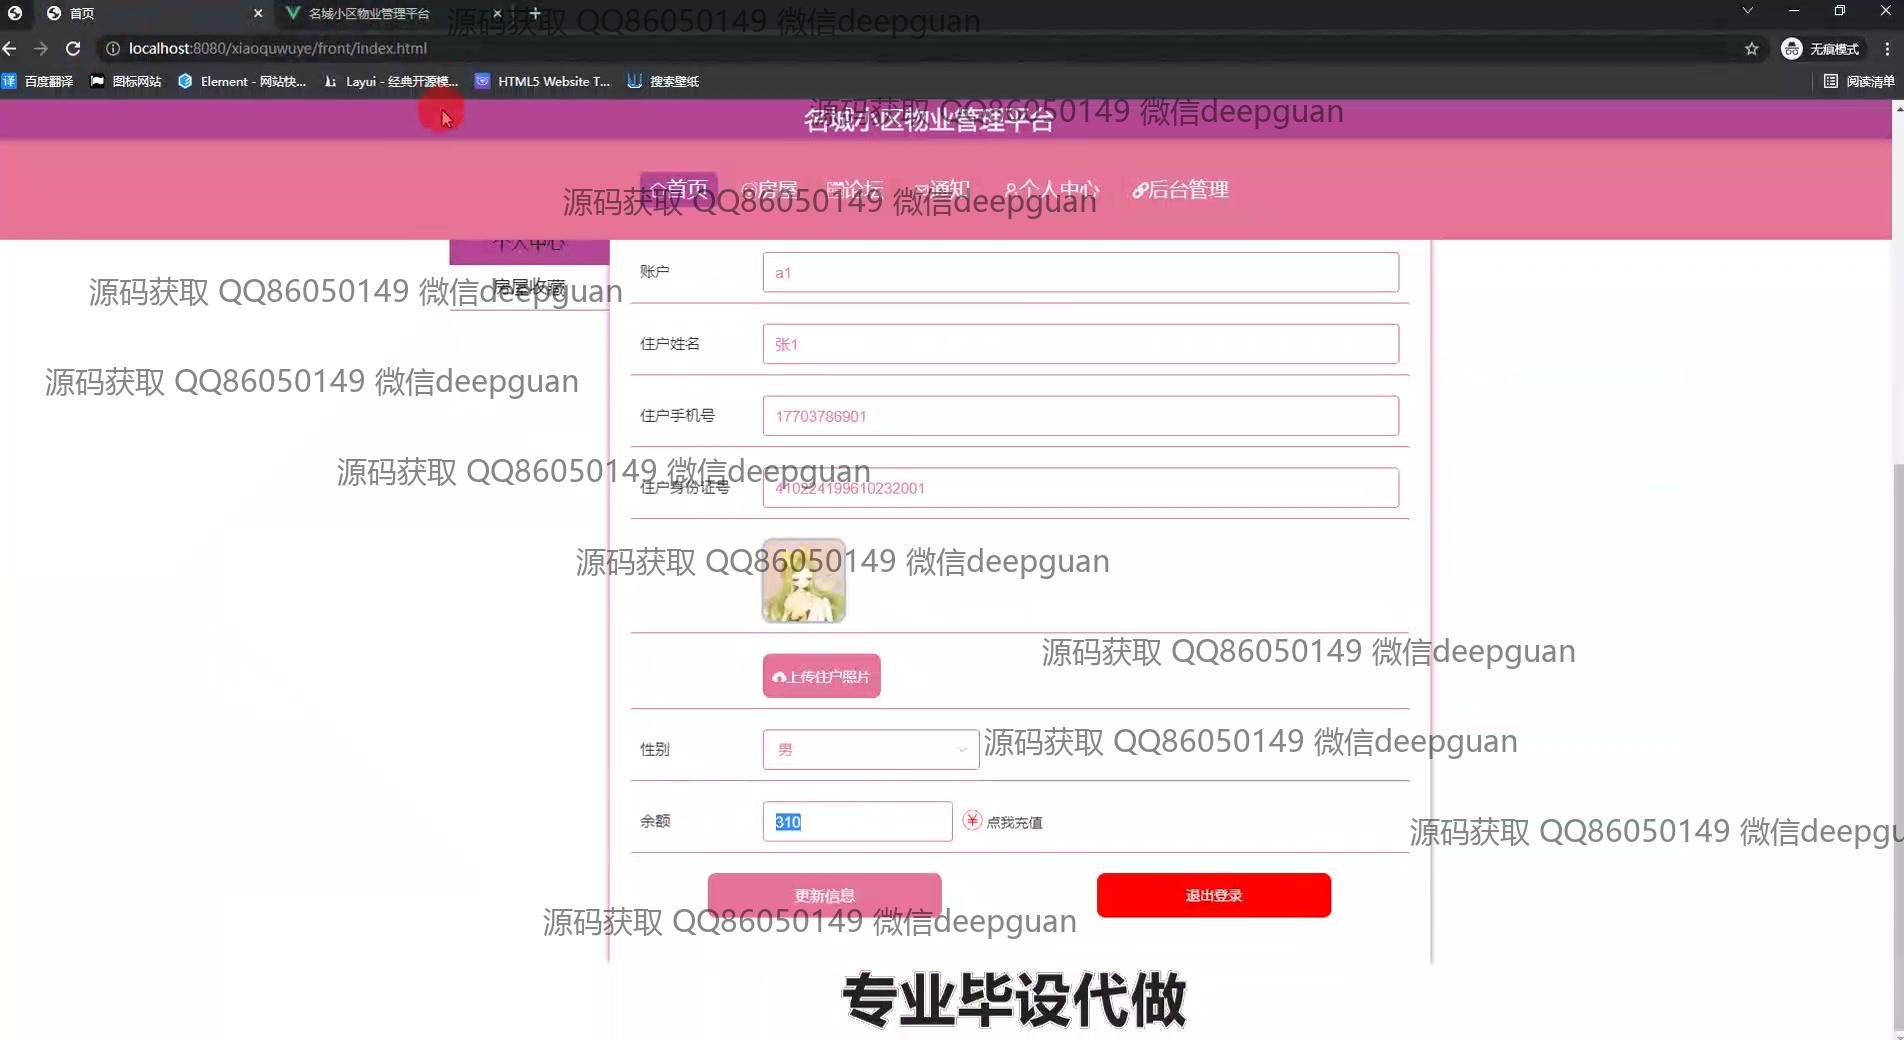 首页
名城小区物业管理平台
源码获取 QQ86050149 微信deepguan
localhost:8080/xiaoquwuye/front/index.html
无痕模式
百度翻译
图标网站
Element - 网站快...
Layui - 经典开源模...
HTML5 Website T...
搜索壁纸
阅读清单
名城小区物业管理平台
源码获取 QQ86050149 微信deepguan
首页
房屋
论坛
通知
个人中心
后台管理
源码获取 QQ86050149 微信deepguan
个人中心
房屋收藏
源码获取 QQ86050149 微信deepguan
账户
a1
住户姓名
张1
源码获取 QQ86050149 微信deepguan
住户手机号
17703786901
源码获取 QQ86050149 微信deepguan
住户身份证号
410224199610232001
源码获取 QQ86050149 微信deepguan
源码获取 QQ86050149 微信deepguan
上传住户照片
性别
男
源码获取 QQ86050149 微信deepguan
余额
310
点我充值
源码获取 QQ86050149 微信deepgu
更新信息
退出登录
源码获取 QQ86050149 微信deepguan
专业毕设代做